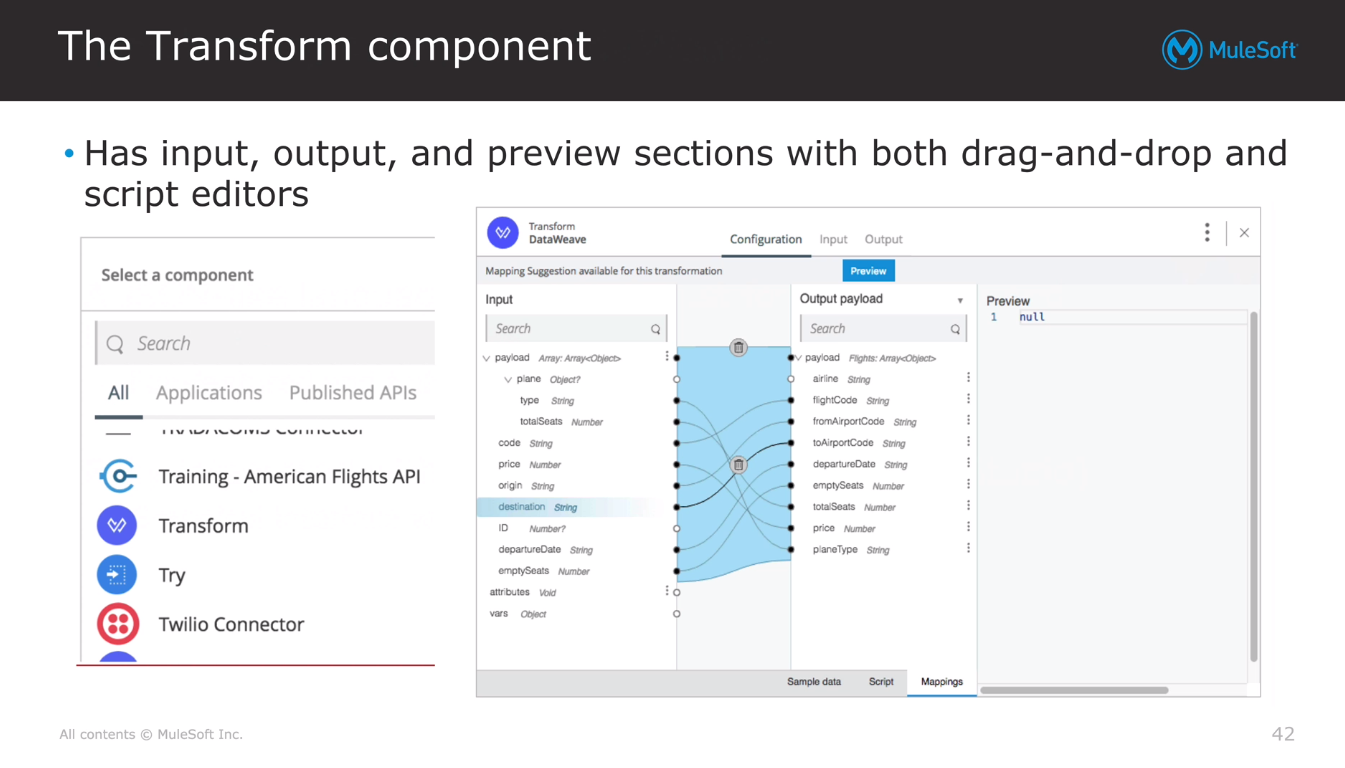 The Transform component
MuleSoft
• Has input, output, and preview sections with both drag-and-drop and
script editors
Select a component
Search
All Applications Published APIs
TRADACOMS Connector
Training - American Flights API
Transform
Try
Twilio Connector
Transform
DataWeave
Configuration Input Output
Mapping Suggestion available for this transformation
Preview
Input
Search
payload Array: Array<Object>
plane Object?
type String
totalSeats Number
code String
price Number
origin String
destination String
ID Number?
departureDate String
emptySeats Number
attributes Void
vars Object
Output payload
Search
payload Flights: Array<Object>
airline String
flightCode String
fromAirportCode String
toAirportCode String
departureDate String
emptySeats Number
totalSeats Number
price Number
planeType String
Preview
1 null
Sample data Script Mappings
All contents © MuleSoft Inc.
42